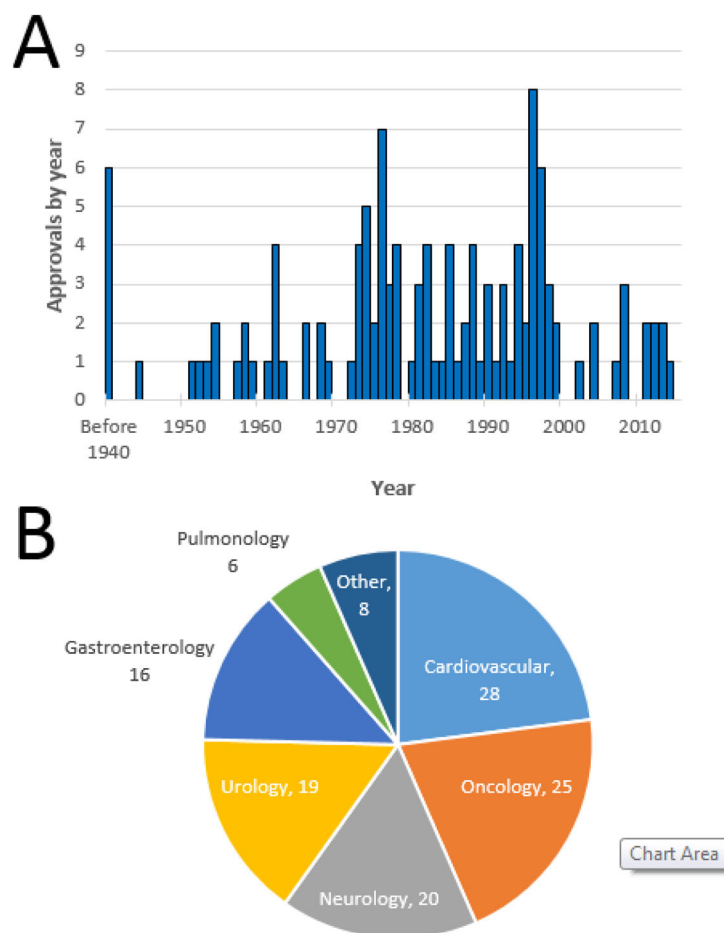 A
9
8
7
6
5
4
3
2
1
0
Approvals by year
Before
1940
1950
1960
1970
1980
1990
2000
2010
Year
B
Pulmonology
6
Other,
8
Gastroenterology
16
Cardiovascular,
28
Urology, 19
Oncology, 25
Neurology, 20
Chart Area